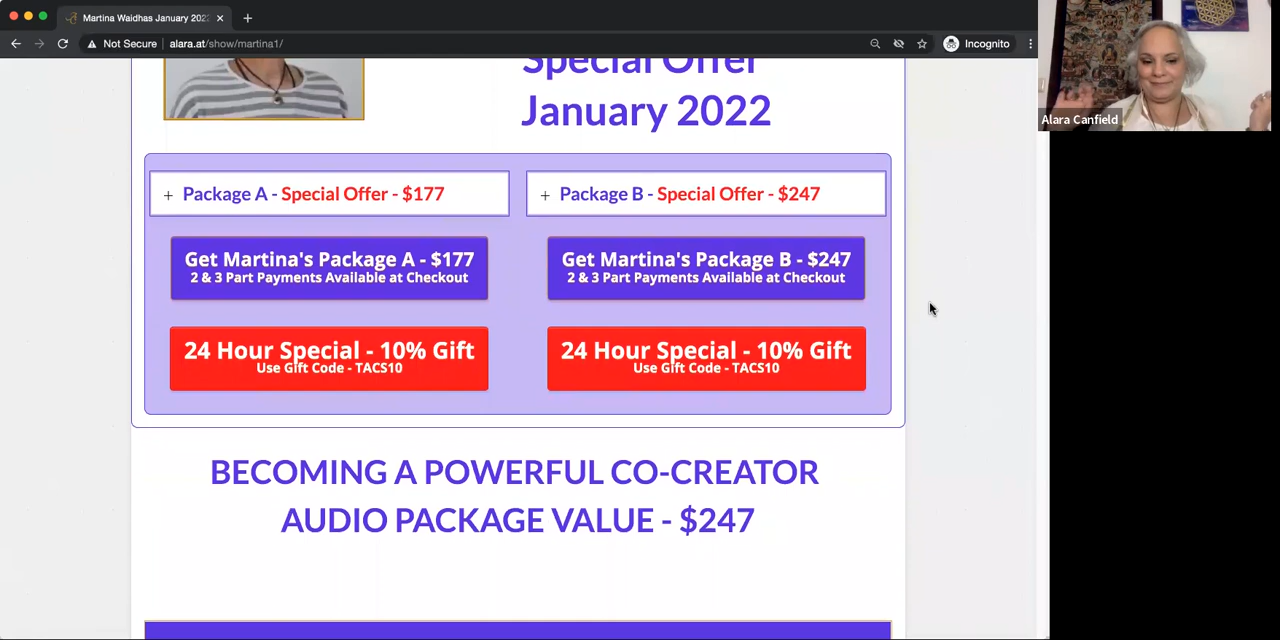 Martina Waidhas January 202
Not Secure | alara.at/show/martina1/
Incognito
Alara Canfield
Special Offer
January 2022
+ Package A - Special Offer - $177
+ Package B - Special Offer - $247
Get Martina's Package A - $177
2 & 3 Part Payments Available at Checkout
Get Martina's Package B - $247
2 & 3 Part Payments Available at Checkout
24 Hour Special - 10% Gift
Use Gift Code - TACS10
24 Hour Special - 10% Gift
Use Gift Code - TACS10
BECOMING A POWERFUL CO-CREATOR
AUDIO PACKAGE VALUE - $247